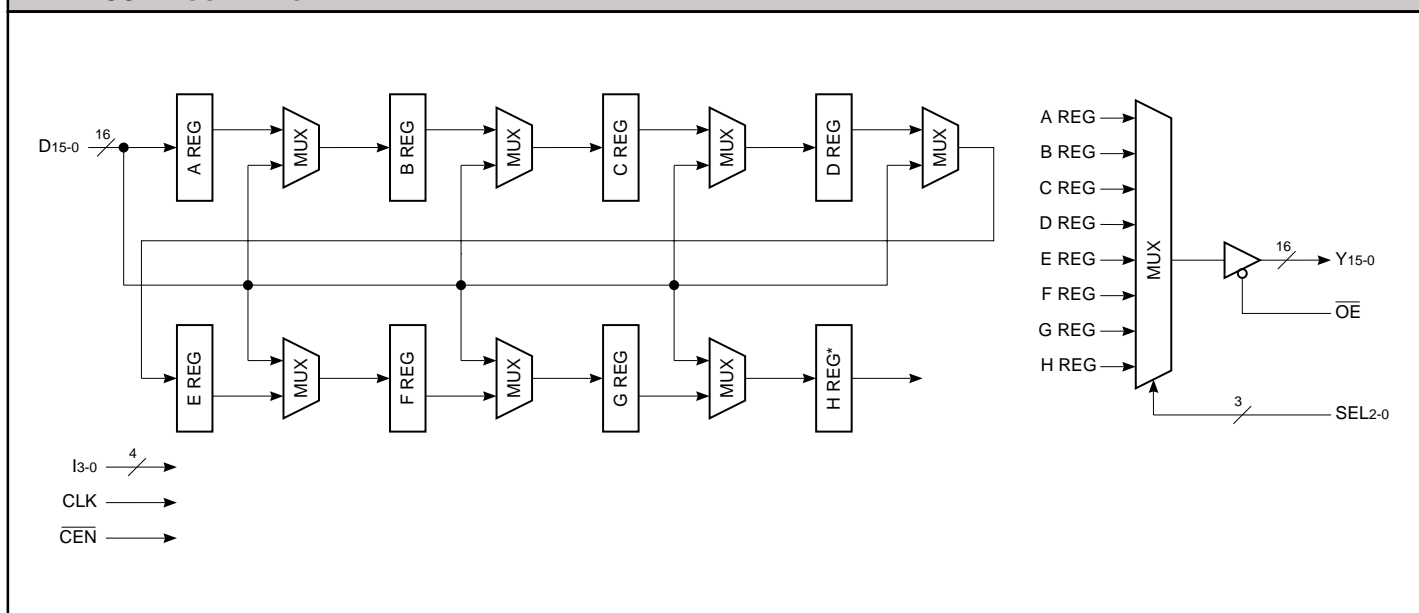 D15-0
16
A REG
MUX
B REG
MUX
C REG
MUX
D REG
MUX
E REG
MUX
F REG
MUX
G REG
MUX
H REG*
I3-0
4
CLK
CEN
A REG
B REG
C REG
D REG
E REG
F REG
G REG
H REG
MUX
16
Y15-0
OE
3
SEL2-0